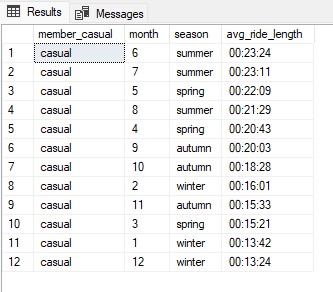 Results Messages
member_casual month season avg_ride_length
1 casual 6 summer 00:23:24
2 casual 7 summer 00:23:11
3 casual 5 spring 00:22:09
4 casual 8 summer 00:21:29
5 casual 4 spring 00:20:43
6 casual 9 autumn 00:20:03
7 casual 10 autumn 00:18:28
8 casual 2 winter 00:16:01
9 casual 11 autumn 00:15:33
10 casual 3 spring 00:15:21
11 casual 1 winter 00:13:42
12 casual 12 winter 00:13:24